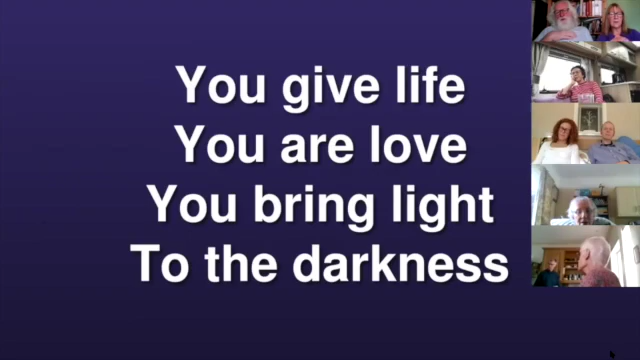 You give life
You are love
You bring light
To the darkness